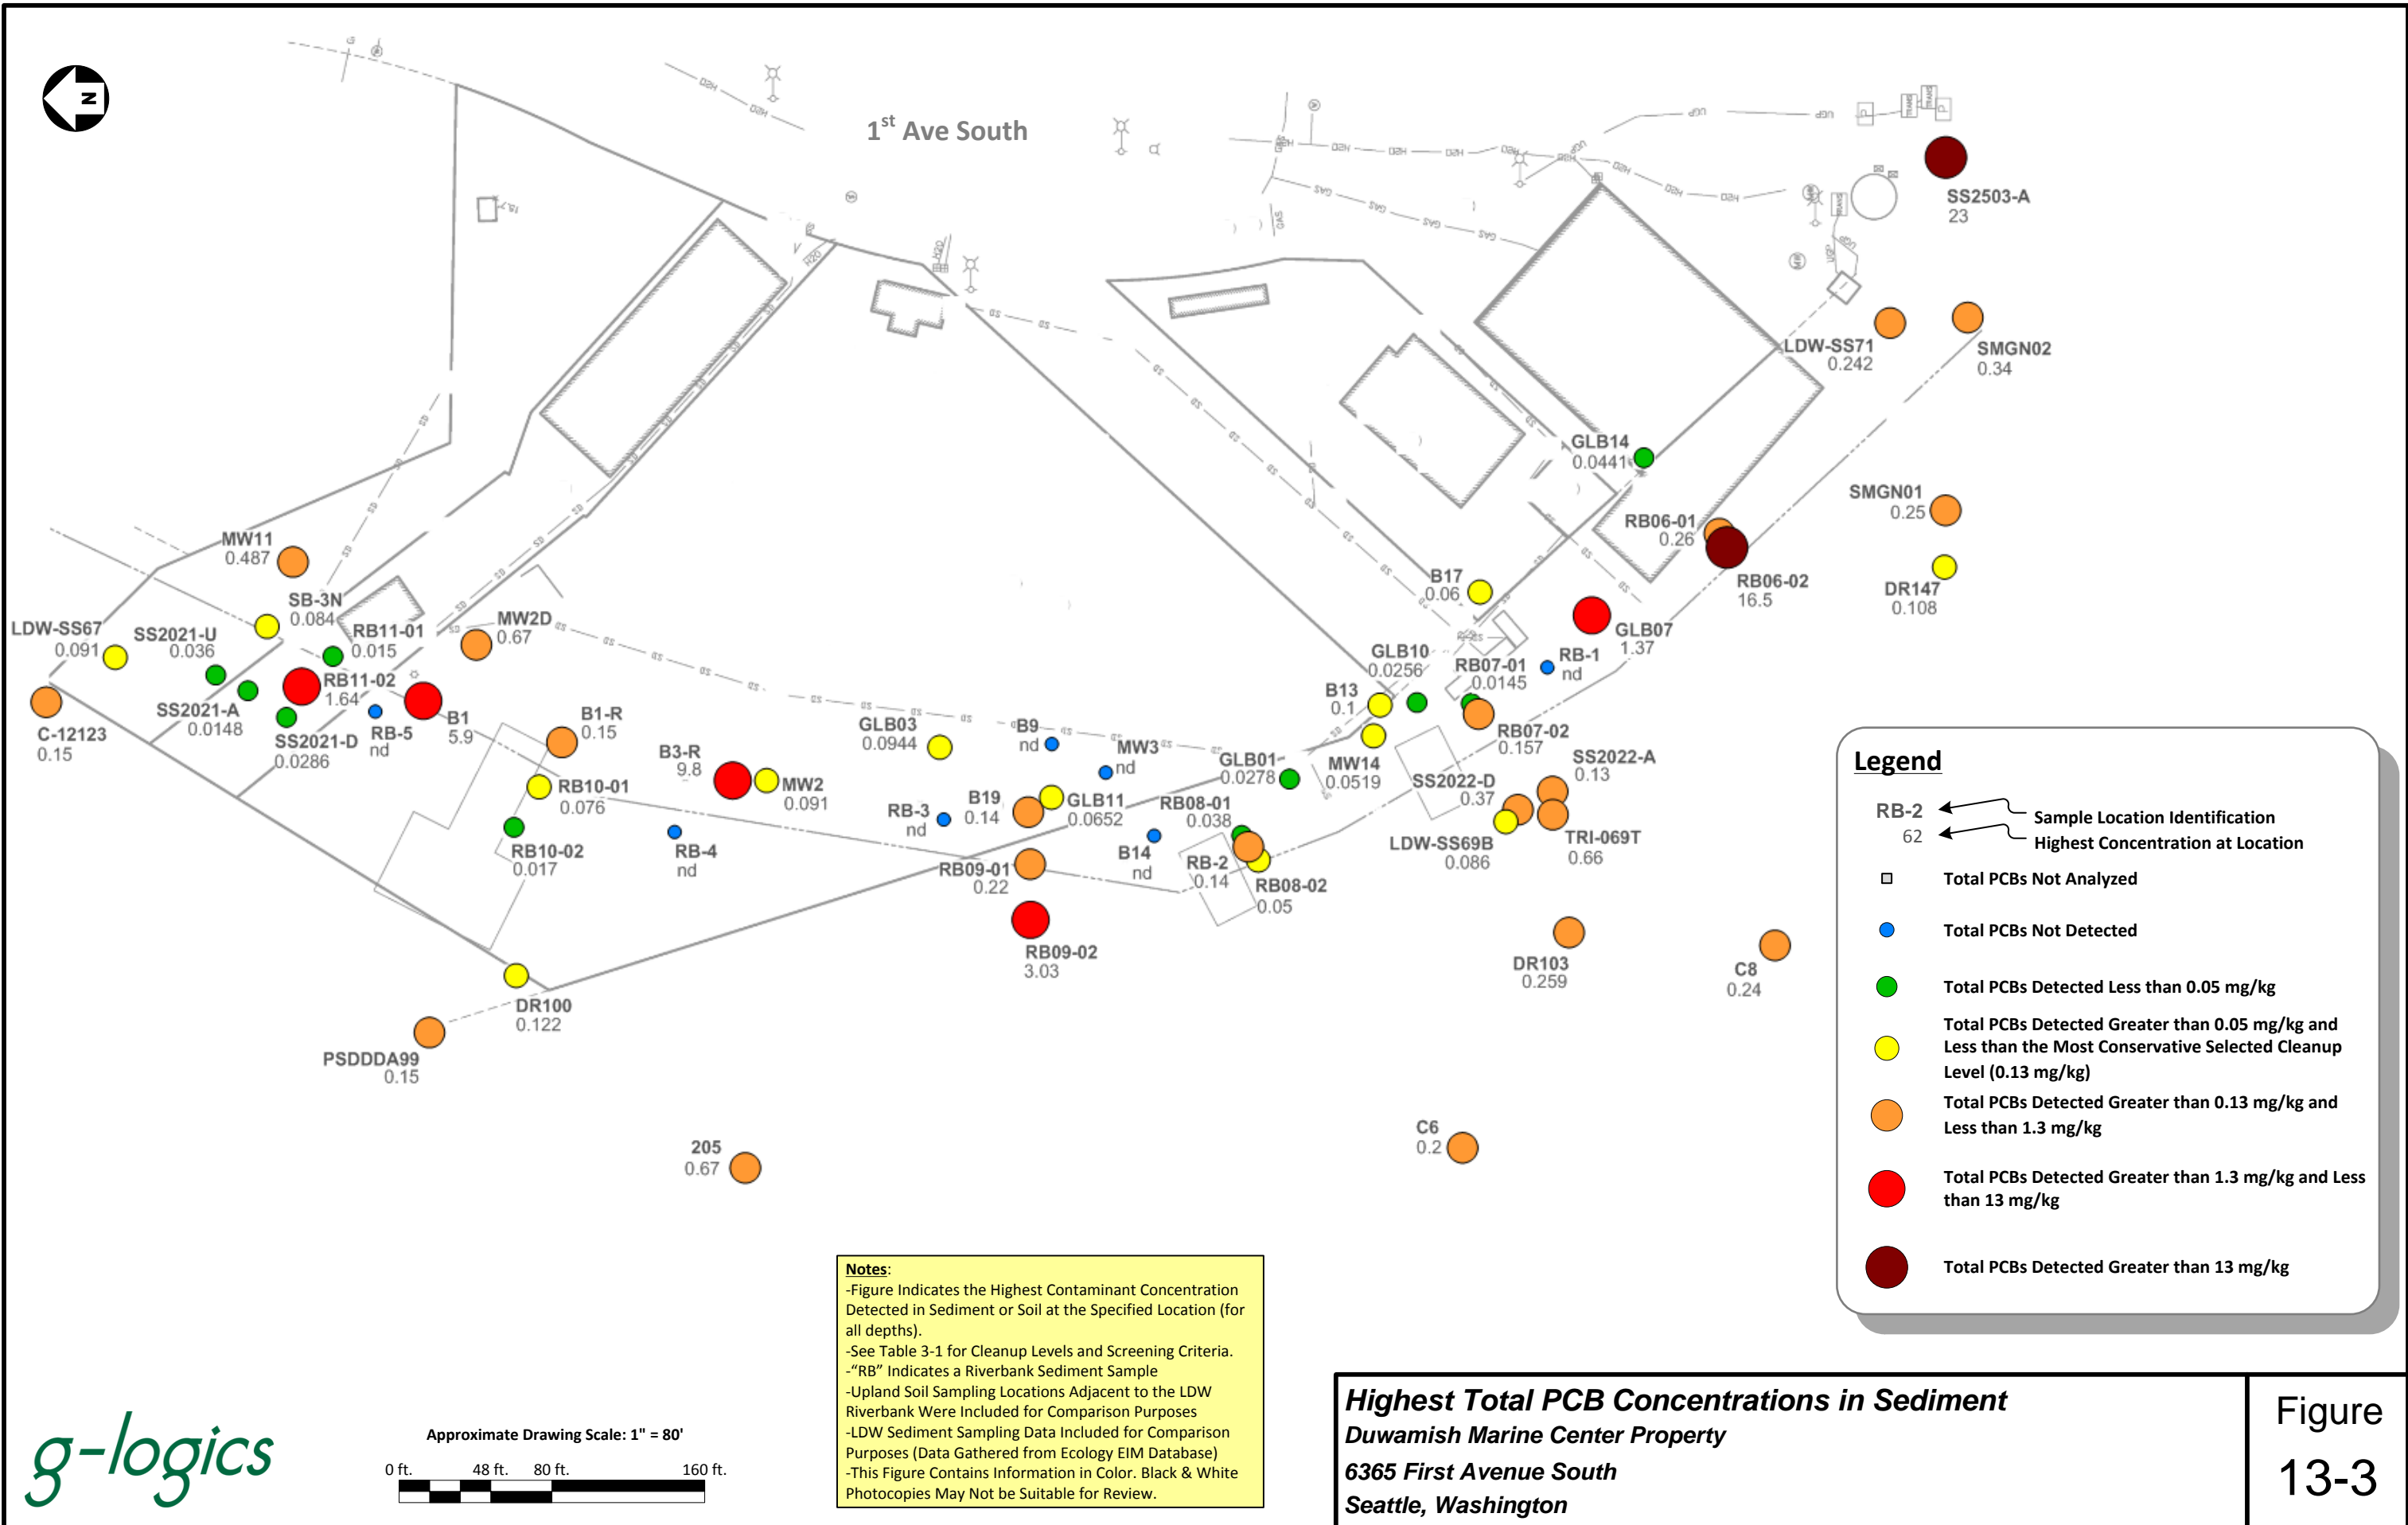 N
1st Ave South
SS2503-A
23
LDW-SS71
0.242
SMGN02
0.34
GLB14
0.0441
SMGN01
0.25
RB06-01
0.26
RB06-02
16.5
DR147
0.108
MW11
0.487
B17
0.06
SB-3N
0.084
MW2D
0.67
GLB07
1.37
LDW-SS67
0.091
SS2021-U
0.036
RB11-01
0.015
GLB10
0.0256
RB07-01
0.0145
RB-1
nd
RB11-02
1.64
B13
0.1
SS2021-A
0.0148
C-12123
0.15
SS2021-D
0.0286
RB-5
nd
B1
5.9
B1-R
0.15
GLB03
0.0944
B9
nd
MW3
nd
RB07-02
0.157
B3-R
9.8
MW2
0.091
GLB01
0.0278
MW14
0.0519
SS2022-A
0.13
SS2022-D
0.37
RB10-01
0.076
RB-3
nd
B19
0.14
GLB11
0.0652
RB08-01
0.038
LDW-SS69B
0.086
TRI-069T
0.66
RB10-02
0.017
RB-4
nd
B14
nd
RB-2
0.14
RB08-02
0.05
RB09-01
0.22
RB09-02
3.03
DR103
0.259
C8
0.24
DR100
0.122
PSDDDA99
0.15
205
0.67
C6
0.2
H2O
GAS
UGP
TRANS
SD
Legend
RB-2
Sample Location Identification
62
Highest Concentration at Location
Total PCBs Not Analyzed
Total PCBs Not Detected
Total PCBs Detected Less than 0.05 mg/kg
Total PCBs Detected Greater than 0.05 mg/kg and
Less than the Most Conservative Selected Cleanup
Level (0.13 mg/kg)
Total PCBs Detected Greater than 0.13 mg/kg and
Less than 1.3 mg/kg
Total PCBs Detected Greater than 1.3 mg/kg and Less
than 13 mg/kg
Total PCBs Detected Greater than 13 mg/kg
Notes:
-Figure Indicates the Highest Contaminant Concentration
Detected in Sediment or Soil at the Specified Location (for
all depths).
-See Table 3-1 for Cleanup Levels and Screening Criteria.
-“RB” Indicates a Riverbank Sediment Sample
-Upland Soil Sampling Locations Adjacent to the LDW
Riverbank Were Included for Comparison Purposes
-LDW Sediment Sampling Data Included for Comparison
Purposes (Data Gathered from Ecology EIM Database)
-This Figure Contains Information in Color. Black & White
Photocopies May Not be Suitable for Review.
g-logics
Approximate Drawing Scale: 1" = 80'
0 ft. 48 ft. 80 ft. 160 ft.
Highest Total PCB Concentrations in Sediment
Duwamish Marine Center Property
6365 First Avenue South
Seattle, Washington
Figure
13-3